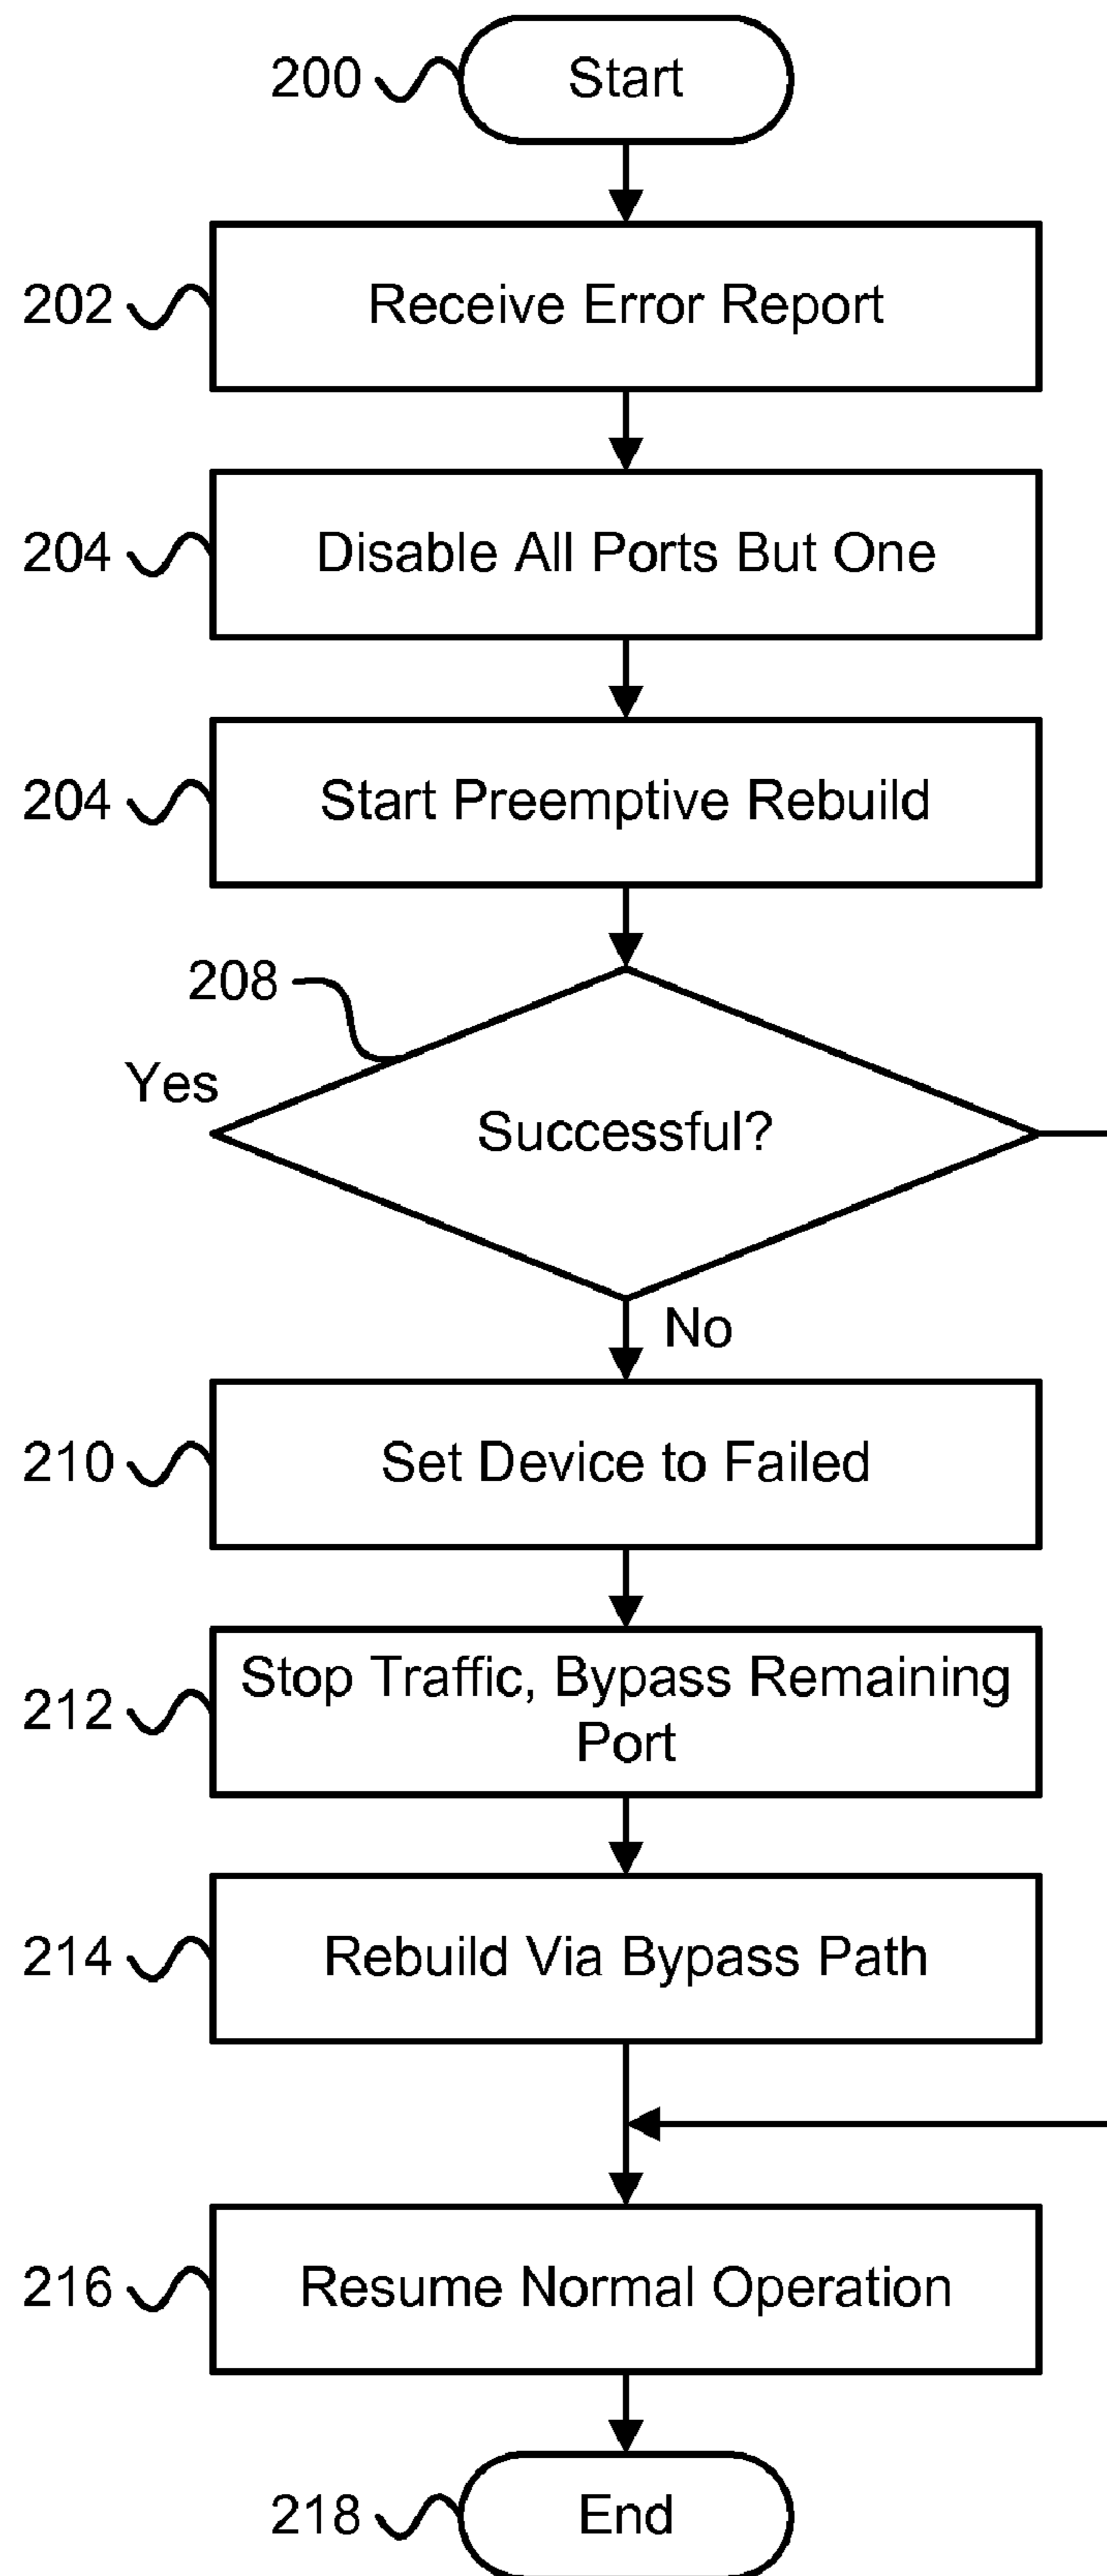 200 Start
202 Receive Error Report
204 Disable All Ports But One
204 Start Preemptive Rebuild
208
Yes
Successful?
No
210 Set Device to Failed
212 Stop Traffic, Bypass Remaining
Port
214 Rebuild Via Bypass Path
216 Resume Normal Operation
218 End